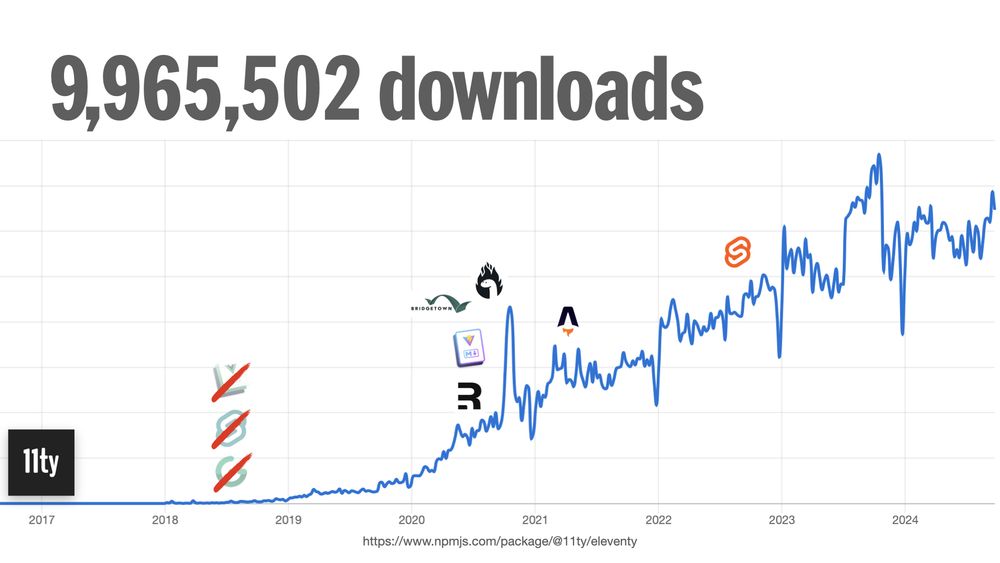 9,965,502 downloads
BRIDGETOWN
M↓
11ty
2017 2018 2019 2020 2021 2022 2023 2024
https://www.npmjs.com/package/@11ty/eleventy